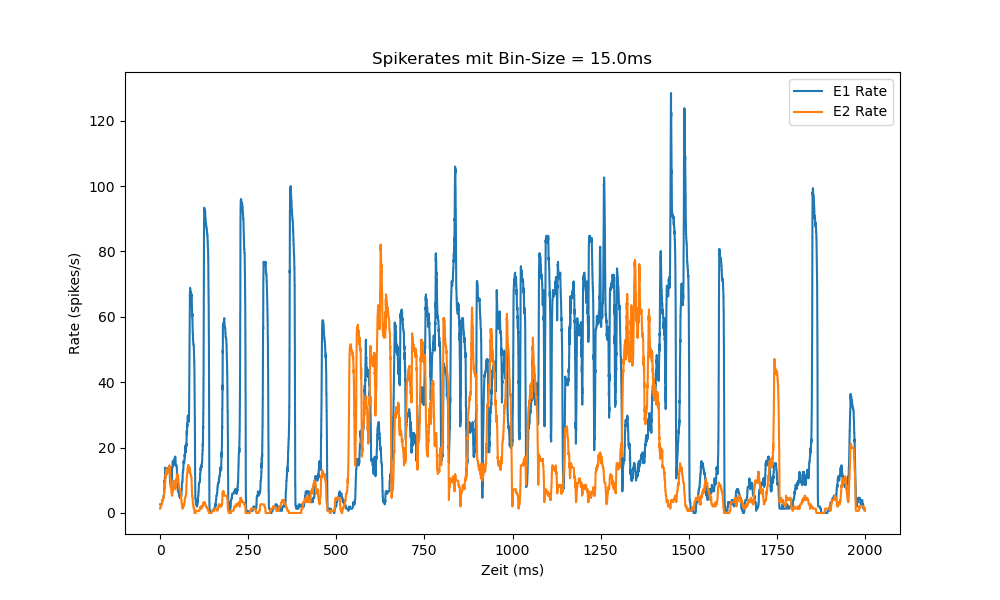 Spikerates mit Bin-Size = 15.0ms
E1 Rate
E2 Rate
Rate (spikes/s)
120
100
80
60
40
20
0
0 250 500 750 1000 1250 1500 1750 2000
Zeit (ms)